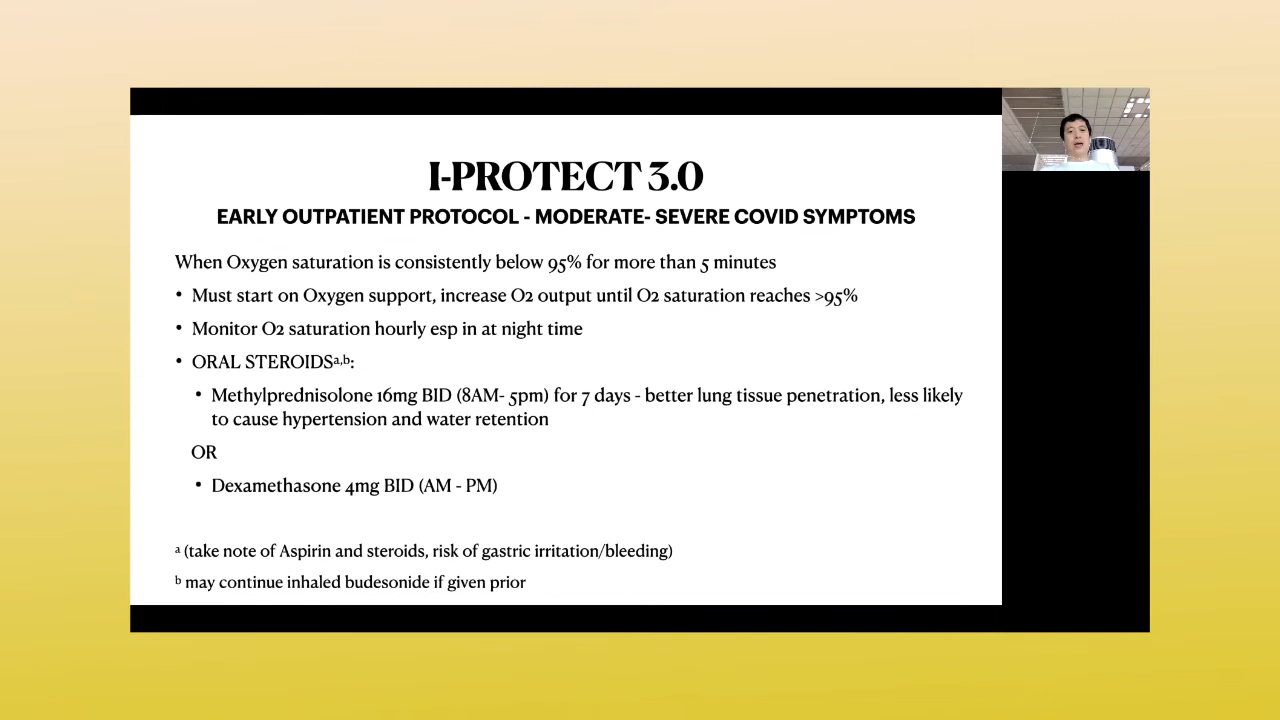 I-PROTECT 3.0
EARLY OUTPATIENT PROTOCOL - MODERATE- SEVERE COVID SYMPTOMS
When Oxygen saturation is consistently below 95% for more than 5 minutes
• Must start on Oxygen support, increase O2 output until O2 saturation reaches >95%
• Monitor O2 saturation hourly esp in at night time
• ORAL STEROIDSa,b:
• Methylprednisolone 16mg BID (8AM- 5pm) for 7 days - better lung tissue penetration, less likely
to cause hypertension and water retention
OR
• Dexamethasone 4mg BID (AM - PM)
a (take note of Aspirin and steroids, risk of gastric irritation/bleeding)
b may continue inhaled budesonide if given prior